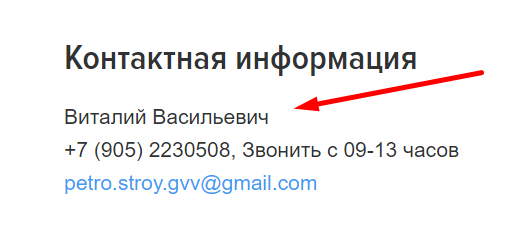 Контактная информация
Виталий Васильевич
+7 (905) 2230508, Звонить с 09-13 часов
petro.stroy.gvv@gmail.com